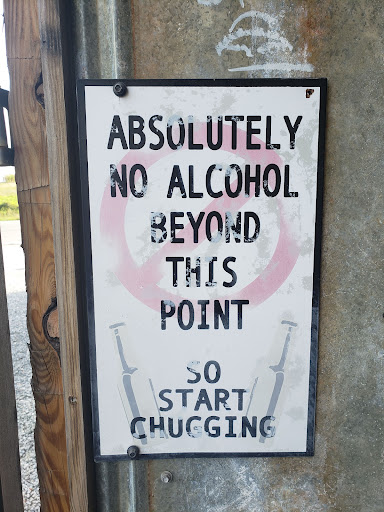 ABSOLUTELY
NO ALCOHOL
BEYOND
THIS
POINT
SO
START
CHUGGING